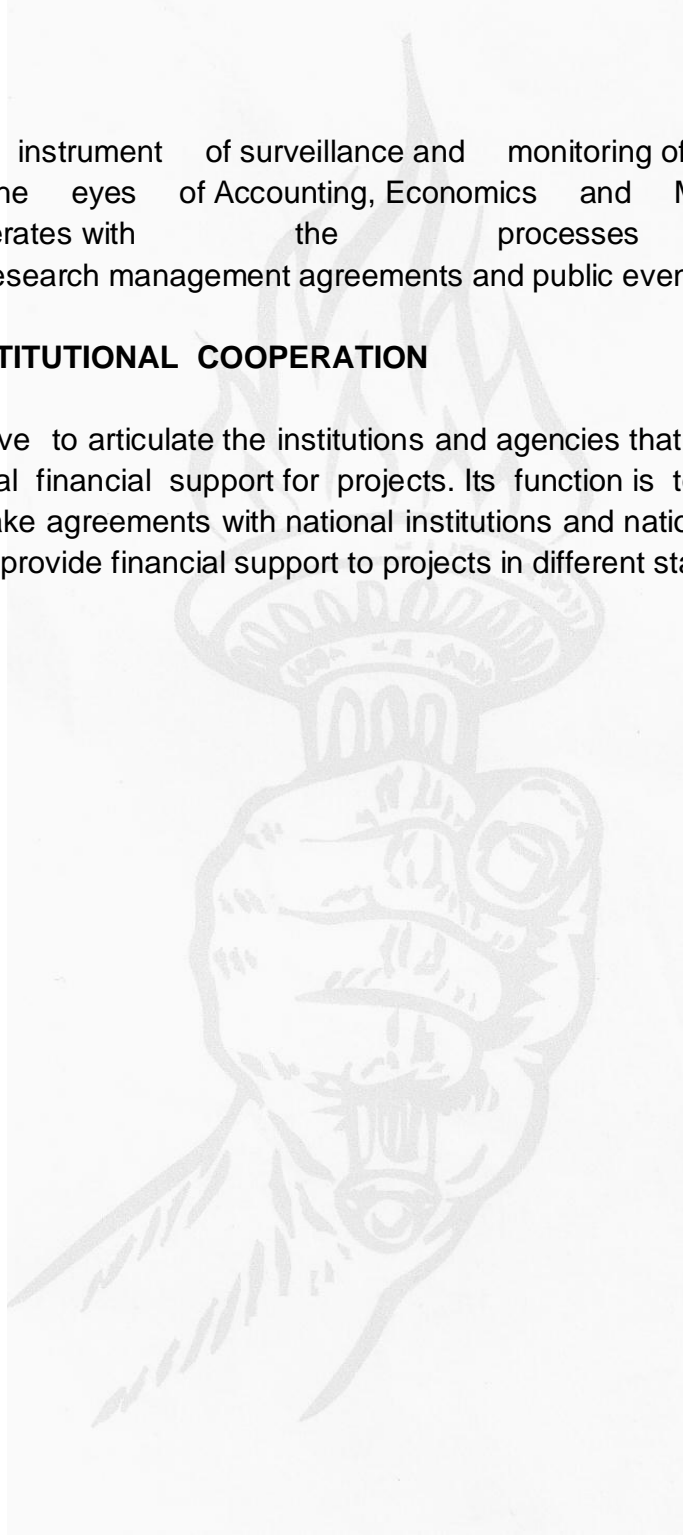 instrument of surveillance and monitoring of
he eyes of Accounting, Economics and M
erates with the processes
esearch management agreements and public even
TITUTIONAL COOPERATION
ve to articulate the institutions and agencies that
al financial support for projects. Its function is t
ake agreements with national institutions and natio
provide financial support to projects in different sta